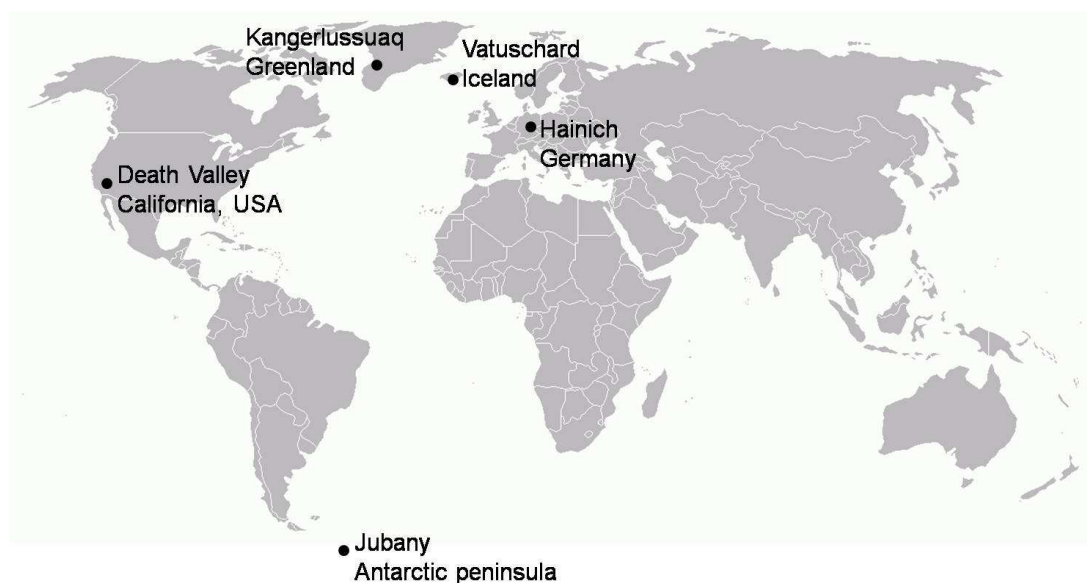 Kangerlussuaq
Greenland
Vatuschard
Iceland
Hainich
Germany
Death Valley
California, USA
Jubany
Antarctic peninsula